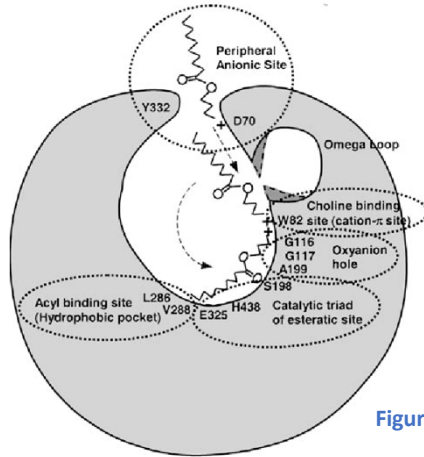 Peripheral
Anionic Site
Y332
D70
Omega Loop
Choline binding
site (cation-π site)
W82
G116
G117
A199
Oxyanion
hole
S198
Acyl binding site
(Hydrophobic pocket)
L286
V288
E325
H438
Catalytic triad
of esteratic site
Figur